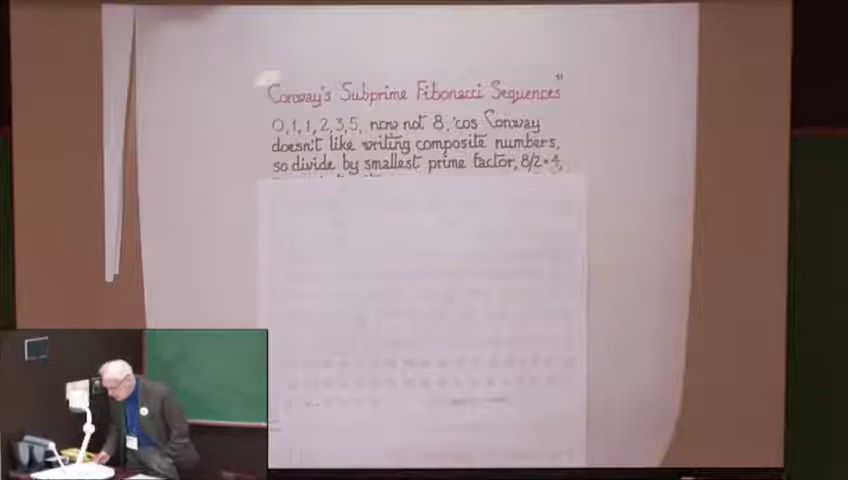 Conway's Subprime Fibonacci Sequences
0,1,1,2,3,5, now not 8, 'cos Conway
doesn't like writing composite numbers,
so divide by smallest prime factor, 8/2=4,